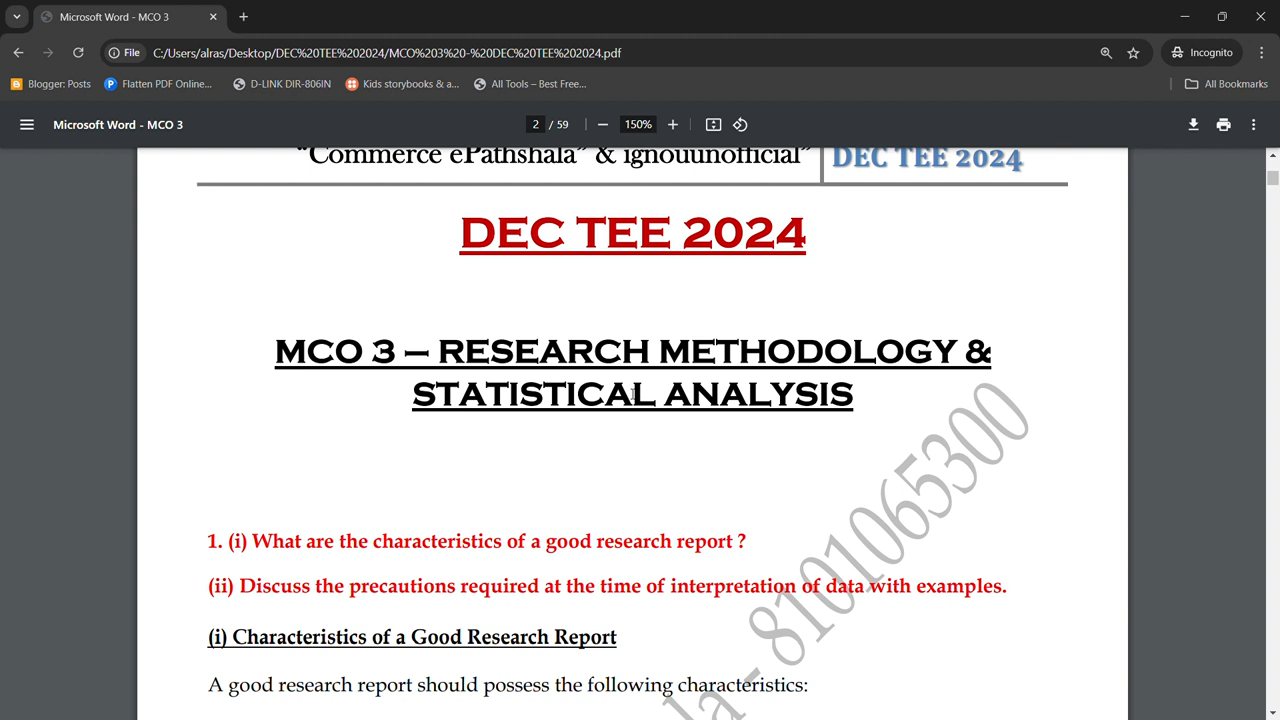 Microsoft Word - MCO 3
File
C:/Users/alras/Desktop/DEC%20TEE%202024/MCO%203%20-%20DEC%20TEE%202024.pdf
Incognito
Blogger: Posts
Flatten PDF Online...
D-LINK DIR-806IN
Kids storybooks & a...
All Tools – Best Free...
All Bookmarks
Microsoft Word - MCO 3
2 / 59
150%
"Commerce ePathshala" & ignouunofficial"
DEC TEE 2024
DEC TEE 2024
MCO 3 – RESEARCH METHODOLOGY &
STATISTICAL ANALYSIS
1. (i) What are the characteristics of a good research report ?
(ii) Discuss the precautions required at the time of interpretation of data with examples.
(i) Characteristics of a Good Research Report
A good research report should possess the following characteristics:
la - 8101065300